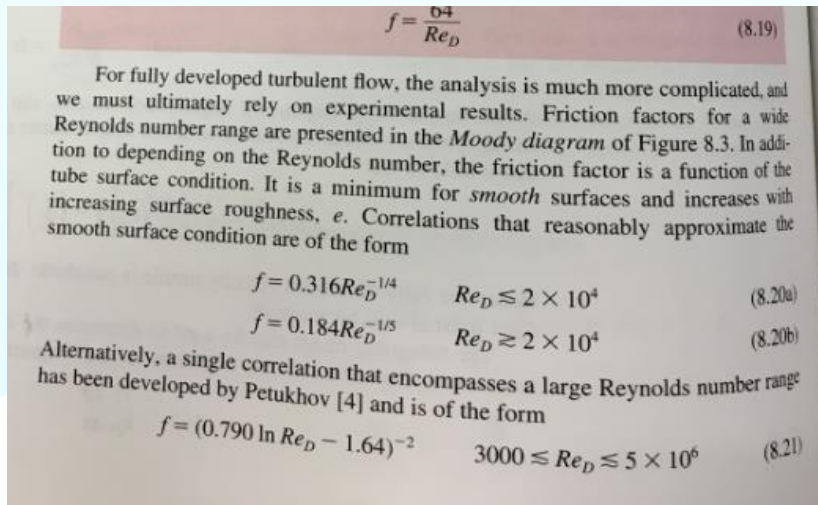 f = 64/Re_D (8.19)
For fully developed turbulent flow, the analysis is much more complicated, and
we must ultimately rely on experimental results. Friction factors for a wide
Reynolds number range are presented in the Moody diagram of Figure 8.3. In addi-
tion to depending on the Reynolds number, the friction factor is a function of the
tube surface condition. It is a minimum for smooth surfaces and increases with
increasing surface roughness, e. Correlations that reasonably approximate the
smooth surface condition are of the form
f = 0.316Re_D^{-1/4} Re_D ≲ 2 × 10^4 (8.20a)
f = 0.184Re_D^{-1/5} Re_D ≳ 2 × 10^4 (8.20b)
Alternatively, a single correlation that encompasses a large Reynolds number range
has been developed by Petukhov [4] and is of the form
f = (0.790 ln Re_D − 1.64)^{-2} 3000 ≲ Re_D ≲ 5 × 10^6 (8.21)